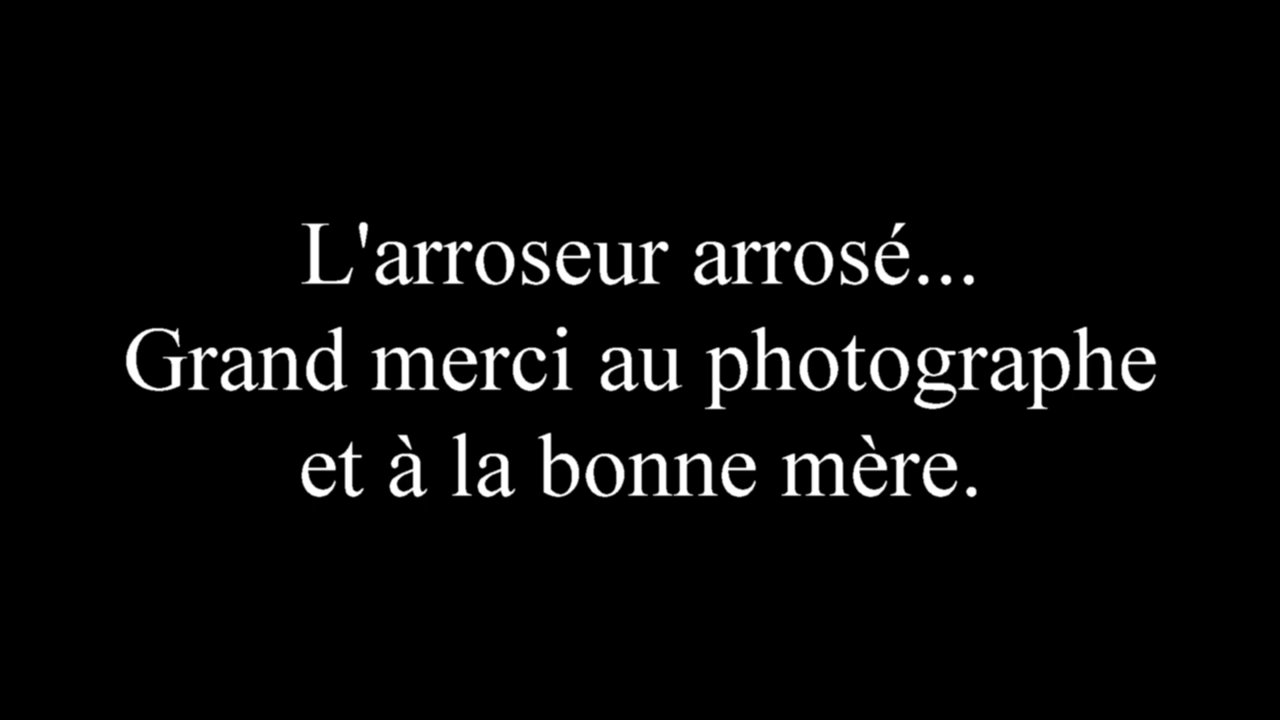 L'arroseur arrosé...
Grand merci au photographe
et à la bonne mère.